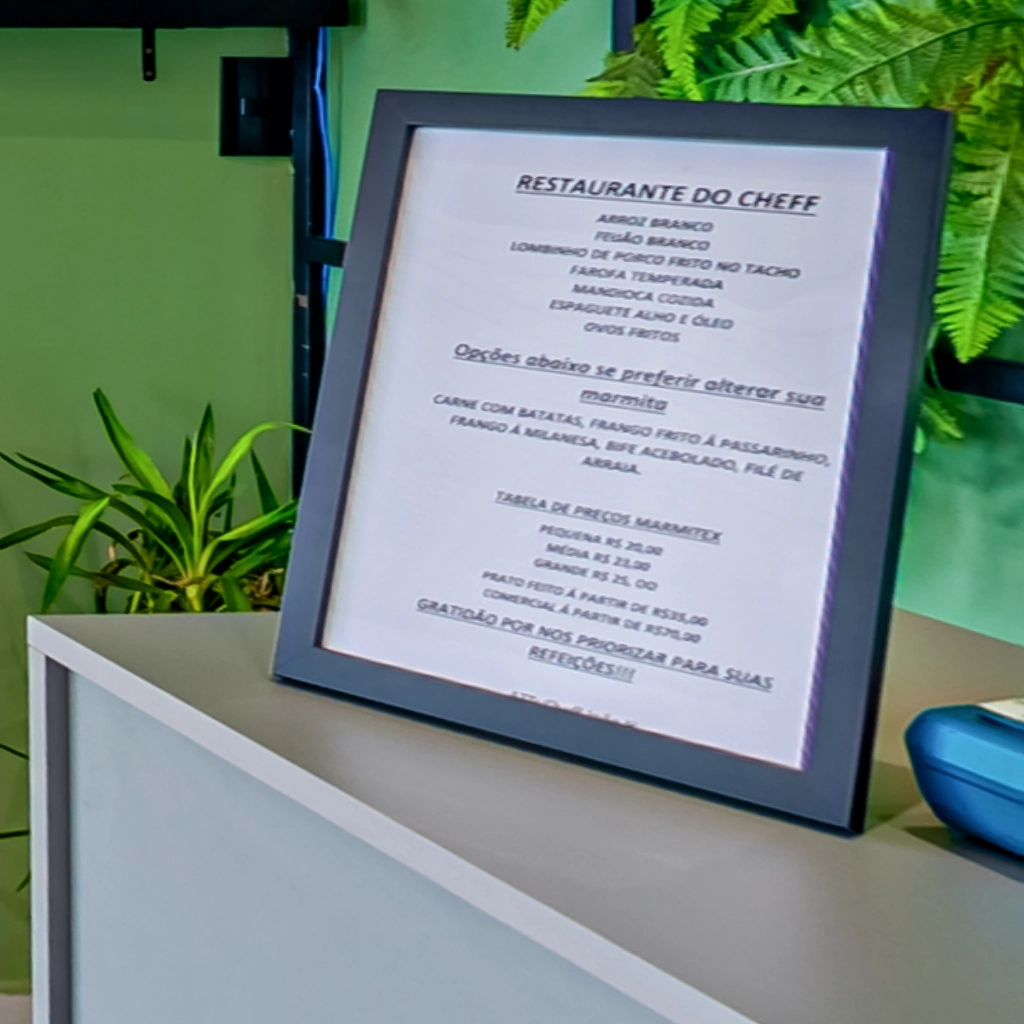 RESTAURANTE DO CHEFF
ARROZ BRANCO
FEIJÃO BRANCO
LOMBINHO DE PORCO FRITO NO TACHO
FAROFA TEMPERADA
MANDIOCA COZIDA
ESPAGUETE ALHO E ÓLEO
OVOS FRITOS
Opções abaixo se preferir alterar sua
marmita
CARNE COM BATATAS, FRANGO FRITO À PASSARINHO,
FRANGO Á MILANESA, BIFE ACEBOLADO, FILÉ DE
ARRAIA.
TABELA DE PREÇOS MARMITEX
PEQUENA R$ 20,00
MÉDIA R$ 23,00
GRANDE R$ 25, 00
PRATO FEITO Á PARTIR DE R$35,00
COMERCIAL Á PARTIR DE R$70,00
GRATIDÃO POR NOS PRIORIZAR PARA SUAS
REFEIÇÕES!!!